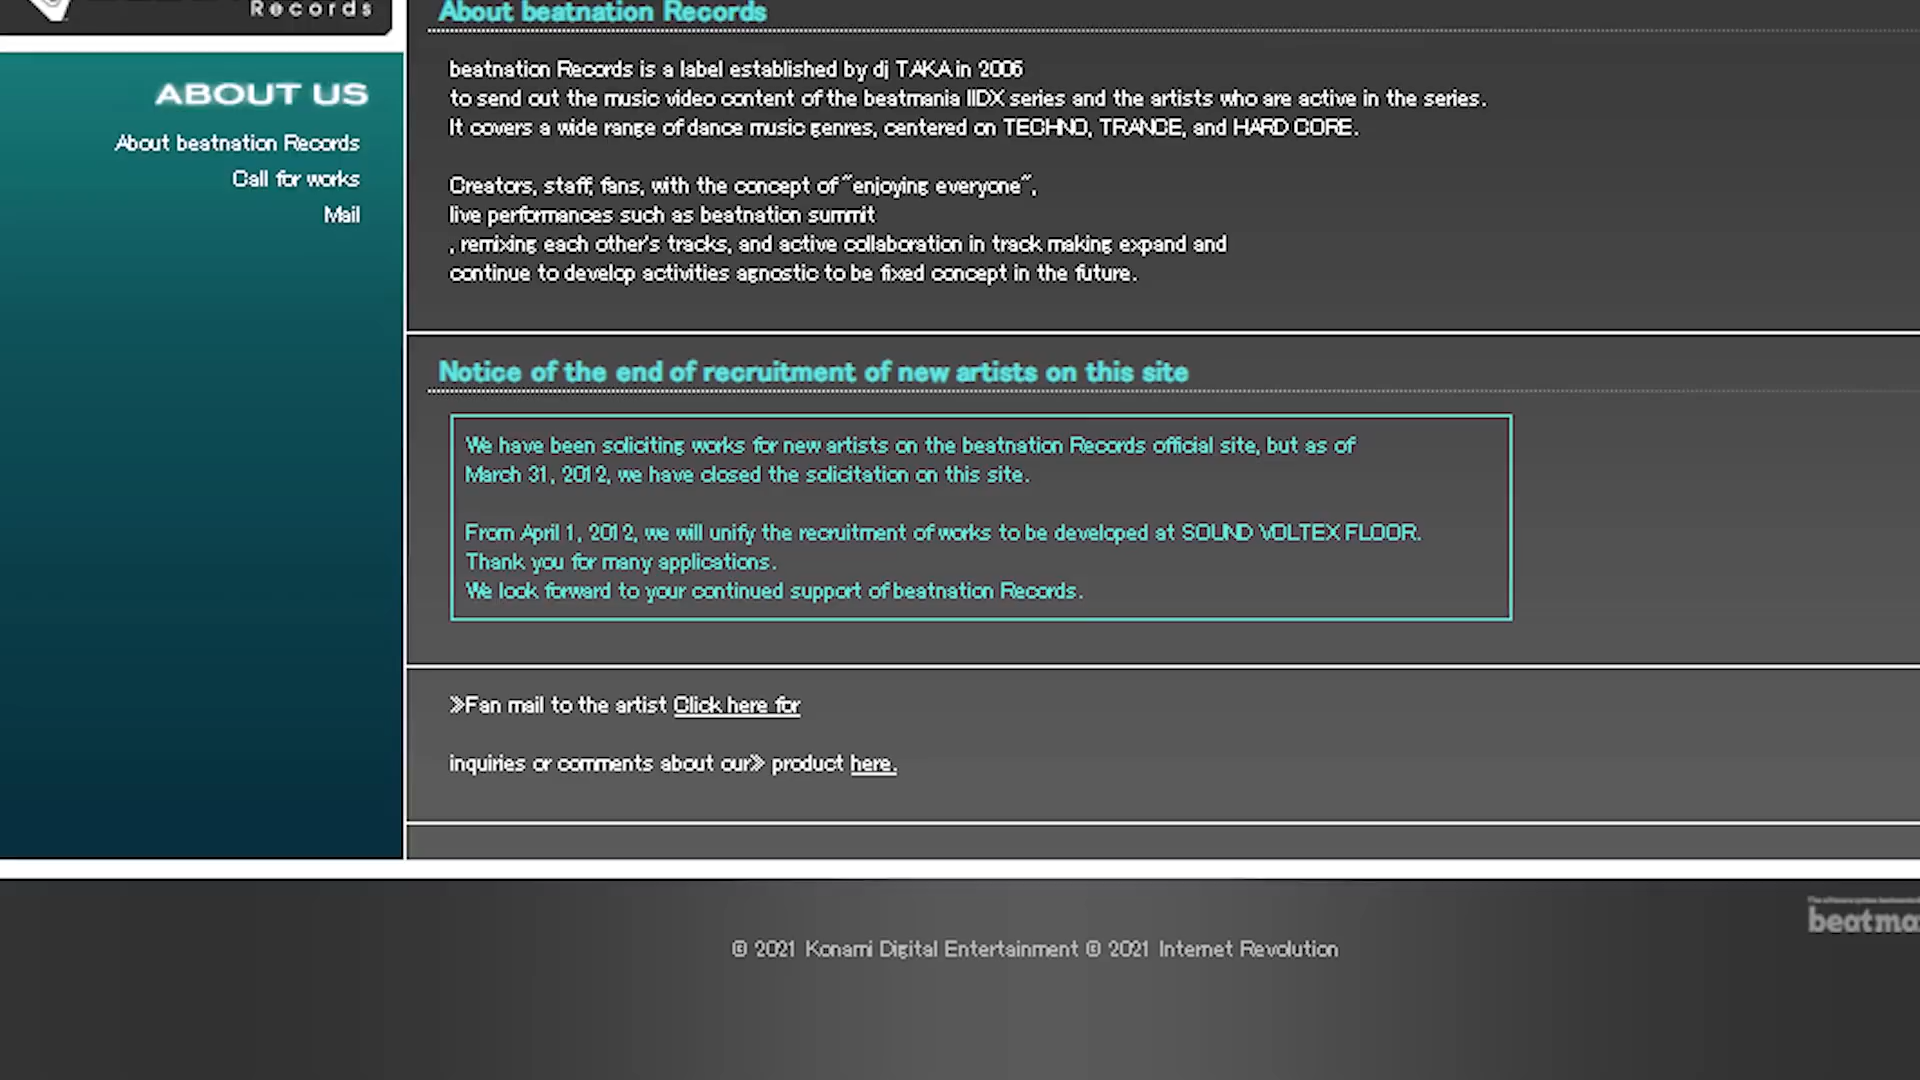 Records
ABOUT US
About beatnation Records
Call for works
Mail
About beatnation Records
beatnation Records is a label established by dj TAKA in 2006
to send out the music video content of the beatmania IIDX series and the artists who are active in the series.
It covers a wide range of dance music genres, centered on TECHNO, TRANCE, and HARD CORE.
Creators, staff, fans, with the concept of "enjoying everyone",
live performances such as beatnation summit
, remixing each other's tracks, and active collaboration in track making expand and
continue to develop activities agnostic to be fixed concept in the future.
Notice of the end of recruitment of new artists on this site
We have been soliciting works for new artists on the beatnation Records official site, but as of
March 31, 2012, we have closed the solicitation on this site.
From April 1, 2012, we will unify the recruitment of works to be developed at SOUND VOLTEX FLOOR.
Thank you for many applications.
We look forward to your continued support of beatnation Records.
≫Fan mail to the artist Click here for
inquiries or comments about our≫ product here.
© 2021 Konami Digital Entertainment © 2021 Internet Revolution
beatma